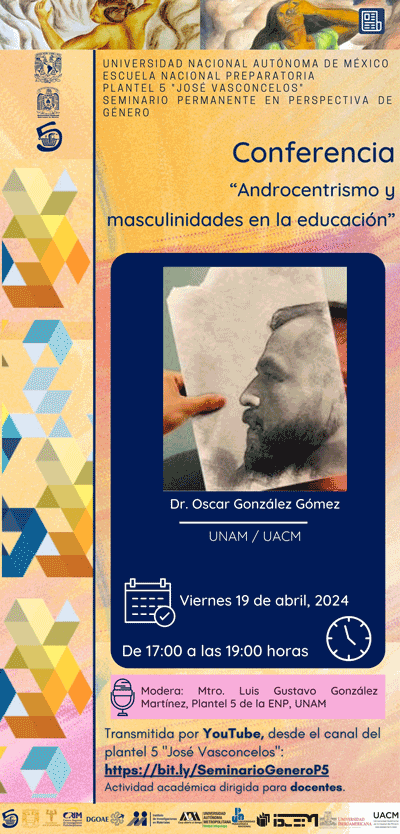 UNIVERSIDAD NACIONAL AUTÓNOMA DE MÉXICO
ESCUELA NACIONAL PREPARATORIA
PLANTEL 5 "JOSÉ VASCONCELOS"
SEMINARIO PERMANENTE EN PERSPECTIVA DE
GÉNERO
Conferencia
“Androcentrismo y
masculinidades en la educación”
Dr. Oscar González Gómez
UNAM / UACM
Viernes 19 de abril, 2024
De 17:00 a las 19:00 horas
Modera: Mtro. Luis Gustavo González
Martínez, Plantel 5 de la ENP, UNAM
Transmitida por YouTube, desde el canal del
plantel 5 "José Vasconcelos":
https://bit.ly/SeminarioGeneroP5
Actividad académica dirigida para docentes.
DGOAE
UACM